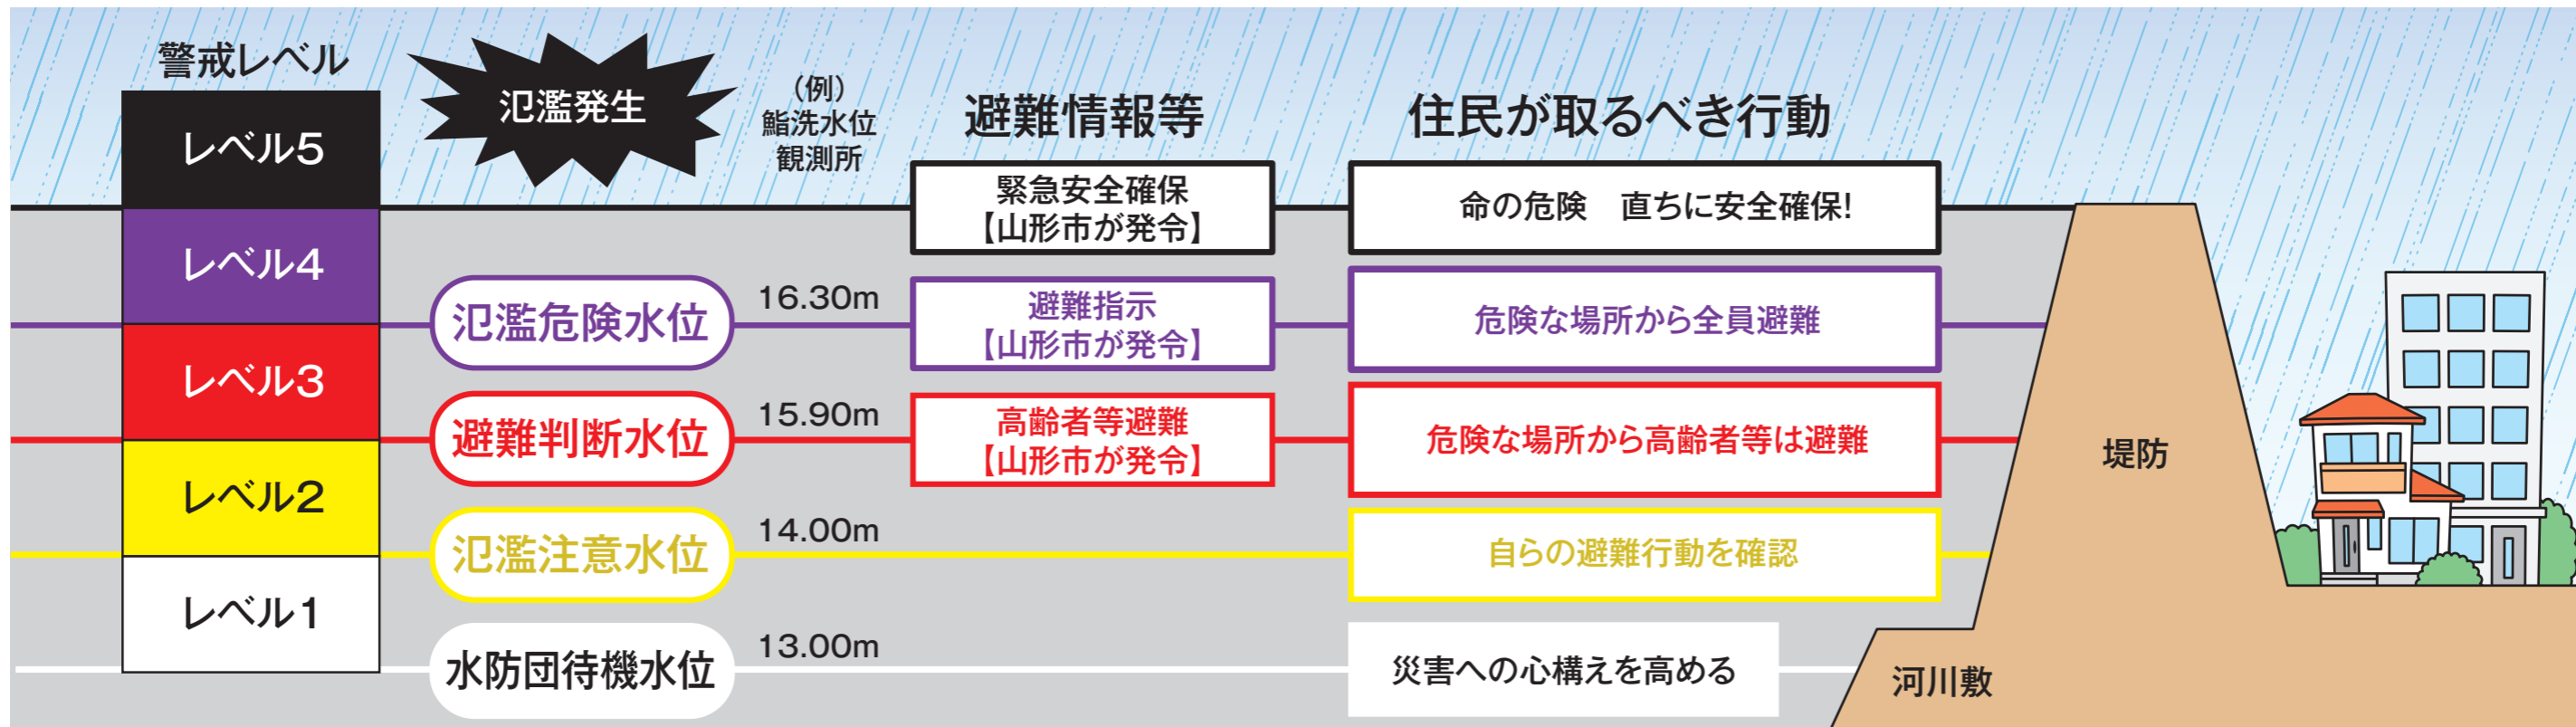 警戒レベル
氾濫発生
（例）
鮨洗水位
観測所
避難情報等
住民が取るべき行動
レベル5
緊急安全確保
【山形市が発令】
命の危険　直ちに安全確保！
レベル4
氾濫危険水位
16.30m
避難指示
【山形市が発令】
危険な場所から全員避難
レベル3
避難判断水位
15.90m
高齢者等避難
【山形市が発令】
危険な場所から高齢者等は避難
レベル2
氾濫注意水位
14.00m
自らの避難行動を確認
レベル1
水防団待機水位
13.00m
災害への心構えを高める
堤防
河川敷